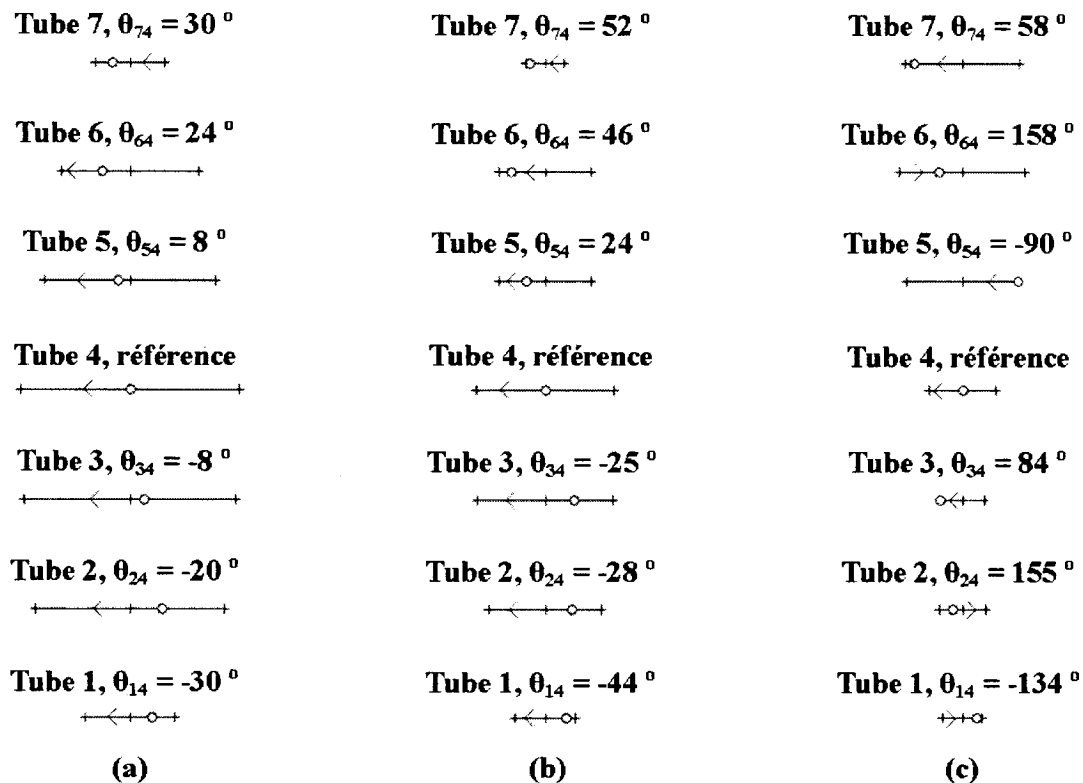 Tube 7, θ74 = 30 º
Tube 7, θ74 = 52 º
Tube 7, θ74 = 58 º
Tube 6, θ64 = 24 º
Tube 6, θ64 = 46 º
Tube 6, θ64 = 158 º
Tube 5, θ54 = 8 º
Tube 5, θ54 = 24 º
Tube 5, θ54 = -90 º
Tube 4, référence
Tube 4, référence
Tube 4, référence
Tube 3, θ34 = -8 º
Tube 3, θ34 = -25 º
Tube 3, θ34 = 84 º
Tube 2, θ24 = -20 º
Tube 2, θ24 = -28 º
Tube 2, θ24 = 155 º
Tube 1, θ14 = -30 º
Tube 1, θ14 = -44 º
Tube 1, θ14 = -134 º
(a)
(b)
(c)